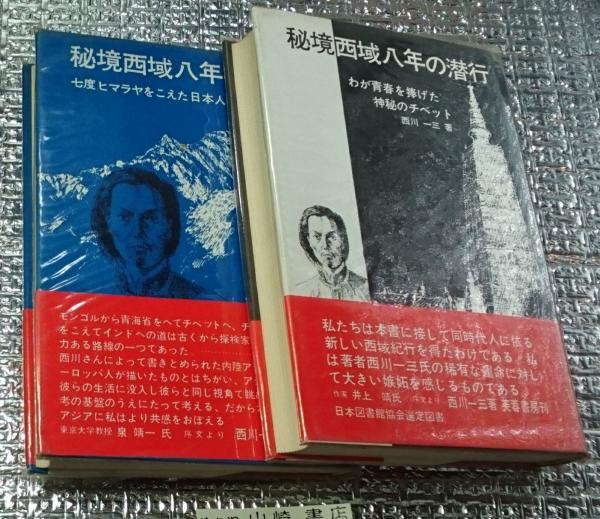 秘境西域八年
七度ヒマラヤをこえた日本人
モンゴルから青海省をへてチベットへ、チ
をこえてインドへの道は古くから探検家
力ある路線の一つであった
西川さんによって書きとめられた内陸ア
ーロッパ人が描いたものとはちがい、ア
彼らの生活に没入し彼らと同じ視角で眺め
考の基盤のうえにたって考える、だから
アジアに私はより共感をおぼえる
東京大学教授 泉 靖一 氏 序文より 西川一
秘境西域八年の潜行
わが青春を捧げた
神秘のチベット
西川 一三 著
私たちは本書に接して同時代人に依る
新しい西域紀行を得たわけである 私
は著者西川一三氏の稀有な運命に対し
て大きい嫉妬を感じるものである
作家 井上 靖氏 序文より 西川一三著 芙蓉書房刊
日本図書館協会選定図書
山崎書店